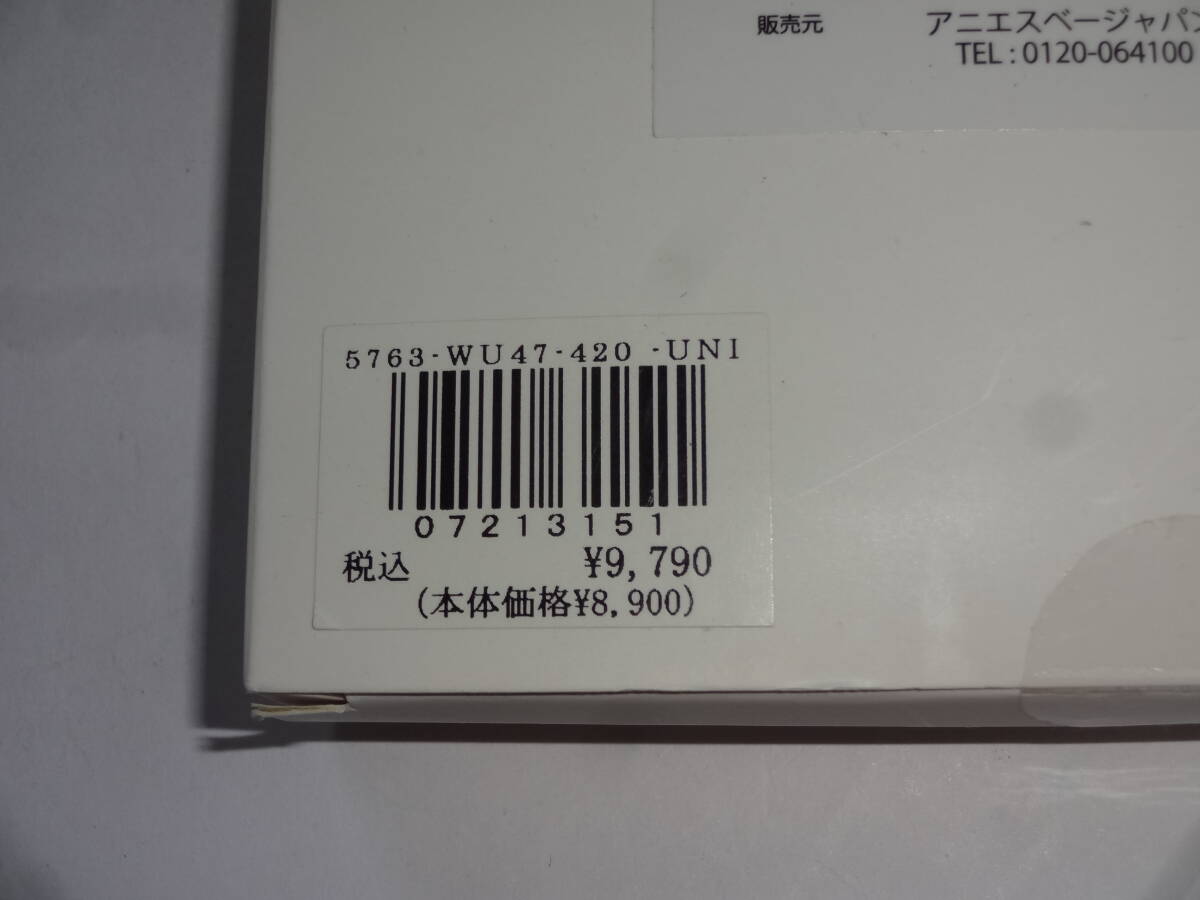 販売元 アニエスベージャパン
TEL : 0120-064100
5763-WU47-420 -UNI
07213151
税込 ¥9,790
(本体価格¥8,900)